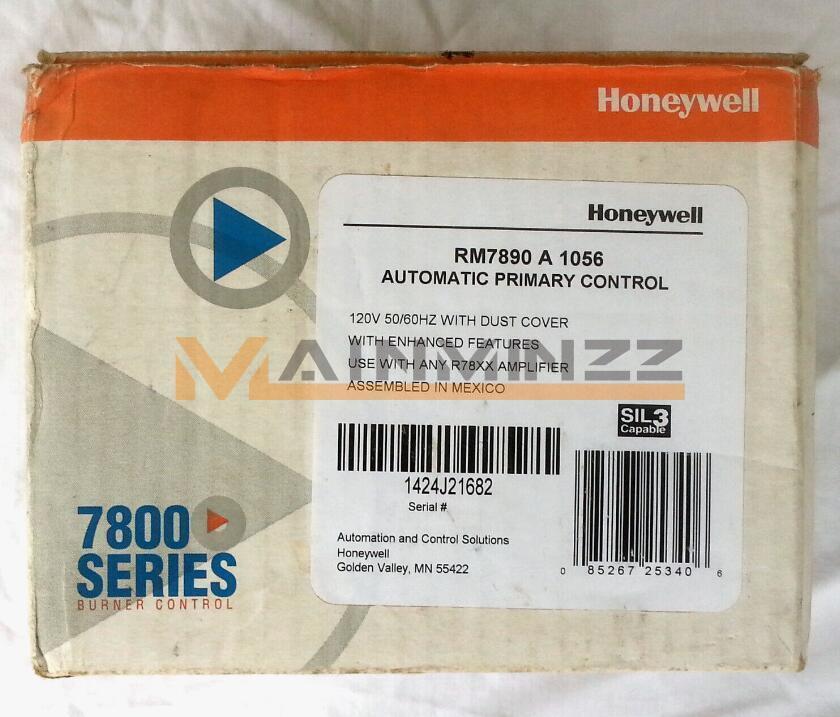 Honeywell
Honeywell
RM7890 A 1056
AUTOMATIC PRIMARY CONTROL
120V 50/60HZ WITH DUST COVER
WITH ENHANCED FEATURES
USE WITH ANY R78XX AMPLIFIER
ASSEMBLED IN MEXICO
MAINMINZZ
SIL3
Capable
1424J21682
Serial #
Automation and Control Solutions
Honeywell
Golden Valley, MN 55422
0 85267 25340 6
7800
SERIES
BURNER CONTROL